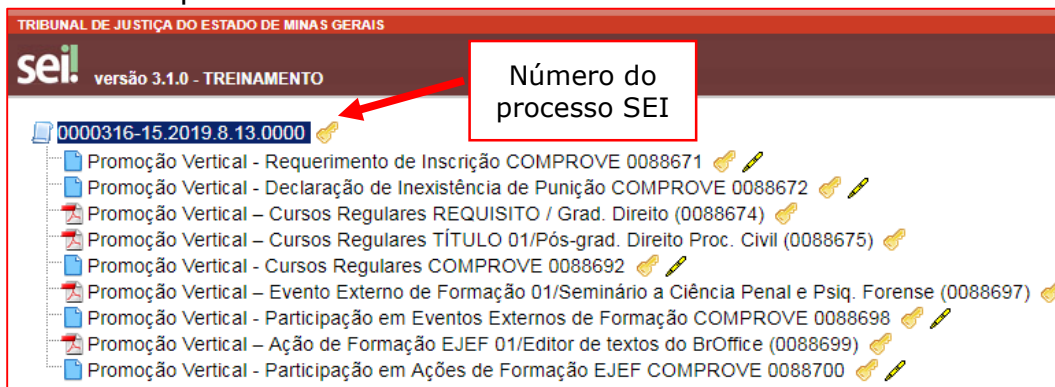 TRIBUNAL DE JUSTIÇA DO ESTADO DE MINAS GERAIS
sei! versão 3.1.0 - TREINAMENTO
Número do
processo SEI
0000316-15.2019.8.13.0000
Promoção Vertical - Requerimento de Inscrição COMPROVE 0088671
Promoção Vertical - Declaração de Inexistência de Punição COMPROVE 0088672
Promoção Vertical – Cursos Regulares REQUISITO / Grad. Direito (0088674)
Promoção Vertical – Cursos Regulares TÍTULO 01/Pós-grad. Direito Proc. Civil (0088675)
Promoção Vertical - Cursos Regulares COMPROVE 0088692
Promoção Vertical – Evento Externo de Formação 01/Seminário a Ciência Penal e Psiq. Forense (0088697)
Promoção Vertical - Participação em Eventos Externos de Formação COMPROVE 0088698
Promoção Vertical – Ação de Formação EJEF 01/Editor de textos do BrOffice (0088699)
Promoção Vertical - Participação em Ações de Formação EJEF COMPROVE 0088700